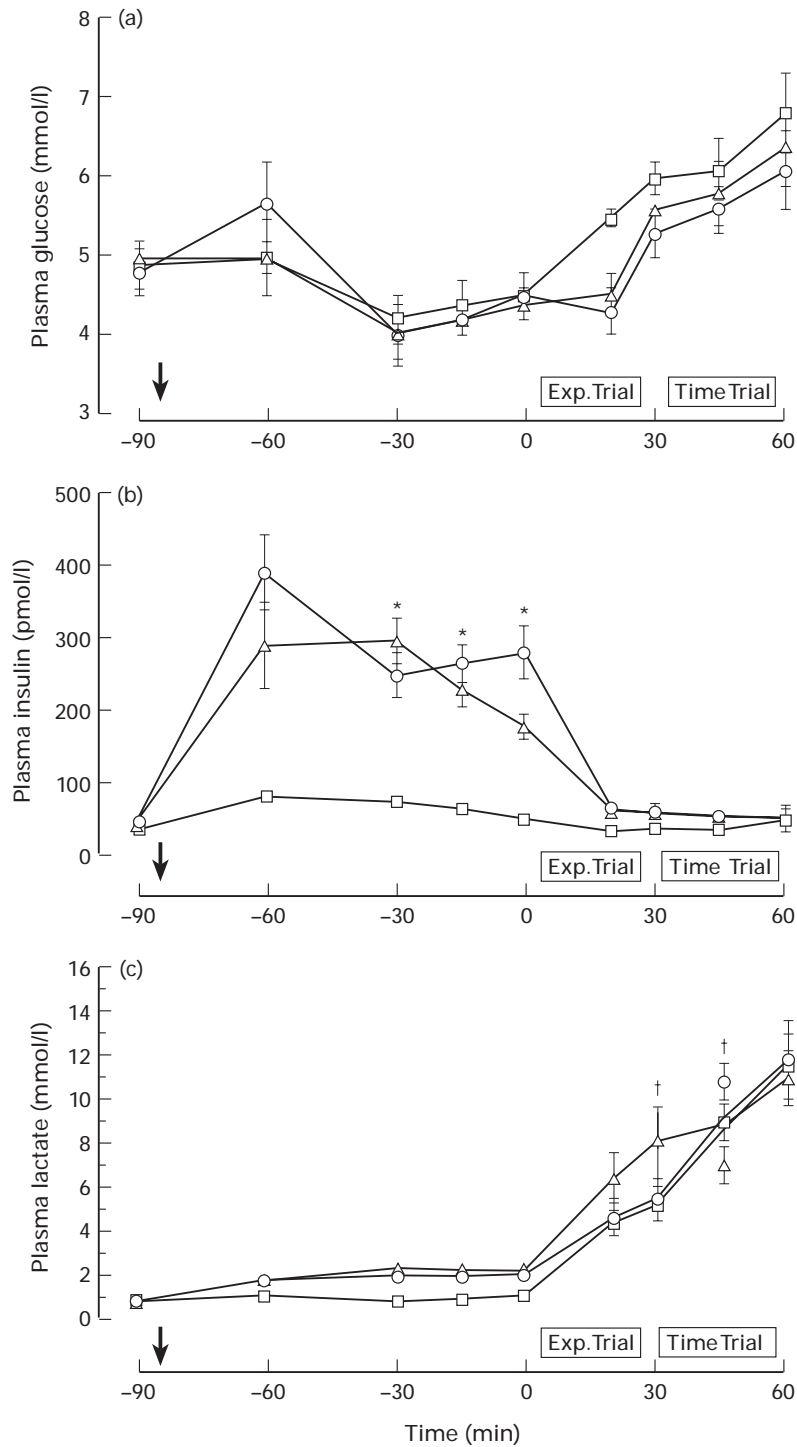 (a)
Plasma glucose (mmol/l)
8
7
6
5
4
3
Exp. Trial
Time Trial
–90 –60 –30 0 30 60
(b)
Plasma insulin (pmol/l)
500
400
300
200
100
0
* * *
Exp. Trial
Time Trial
–90 –60 –30 0 30 60
(c)
Plasma lactate (mmol/l)
16
14
12
10
8
6
4
2
0
† †
Exp. Trial
Time Trial
–90 –60 –30 0 30 60
Time (min)